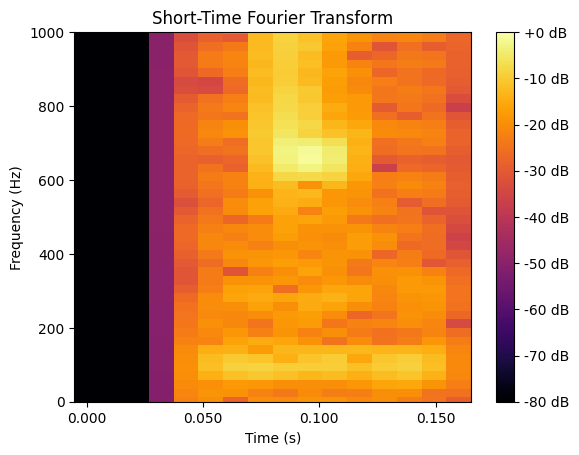 Short-Time Fourier Transform
1000
800
600
400
200
0
Frequency (Hz)
0.000
0.050
0.100
0.150
Time (s)
+0 dB
-10 dB
-20 dB
-30 dB
-40 dB
-50 dB
-60 dB
-70 dB
-80 dB